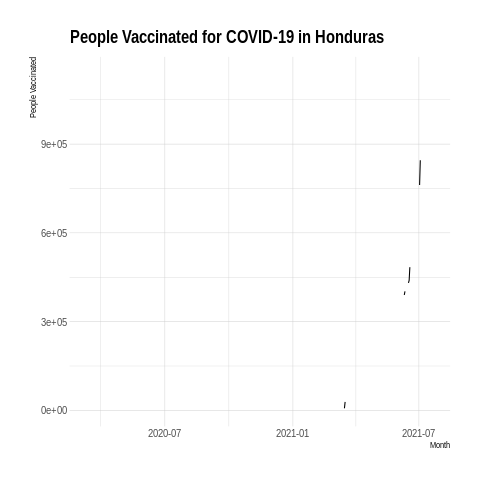 People Vaccinated for COVID-19 in Honduras
People Vaccinated
9e+05
6e+05
3e+05
0e+00
2020-07
2021-01
2021-07
Month